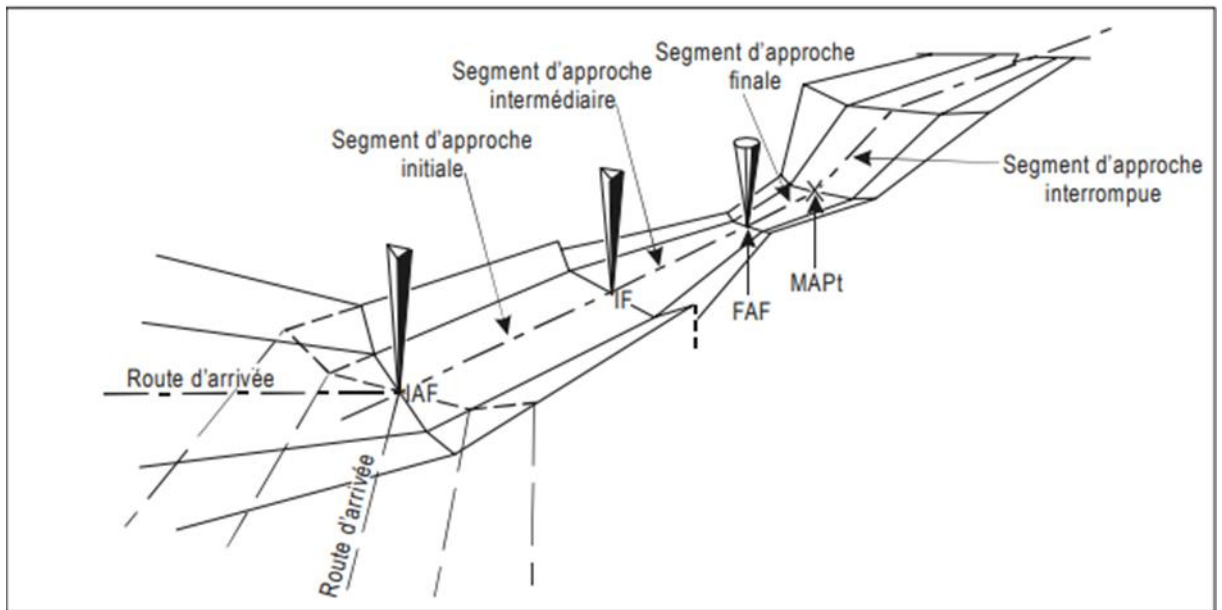 Segment d'approche
finale
Segment d'approche
intermédiaire
Segment d'approche
initiale
Segment d'approche
interrompue
MAPt
FAF
IF
IAF
Route d'arrivée
Route d'arrivée